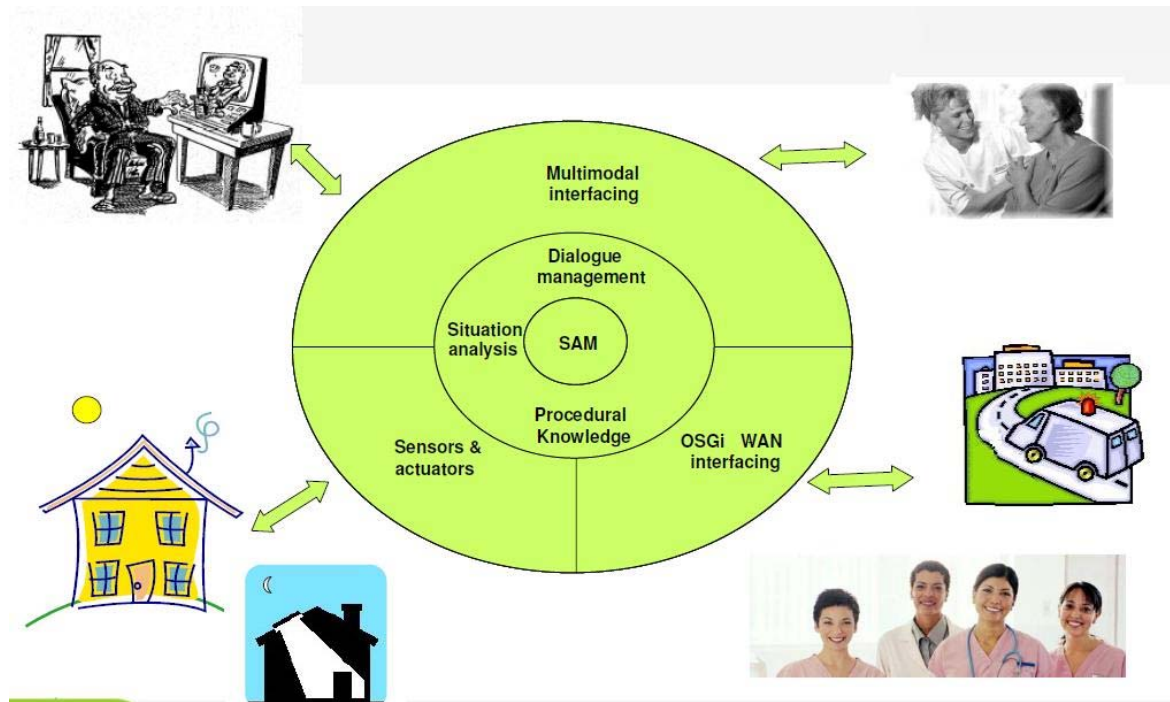 Multimodal
interfacing
Dialogue
management
Situation
analysis
SAM
Procedural
Knowledge
Sensors &
actuators
OSGi WAN
interfacing